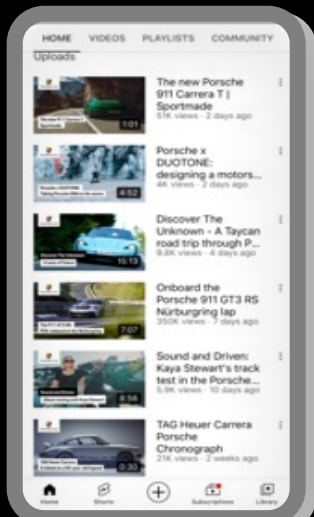 HOME VIDEOS PLAYLISTS COMMUNITY
Uploads
The new Porsche
911 Carrera T |
Sportmade
51K views · 2 days ago
1:01
Porsche x
DUOTONE:
designing a motors...
4K views · 2 days ago
4:52
Discover The
Unknown - A Taycan
road trip through P...
9.8K views · 4 days ago
15:13
Onboard the
Porsche 911 GT3 RS
Nürburgring lap
350K views · 7 days ago
7:07
Sound and Driven:
Kaya Stewart's track
test in the Porsche...
5.9K views · 10 days ago
8:56
TAG Heuer Carrera
Porsche
Chronograph
21K views · 2 weeks ago
0:30
Home Shorts Subscriptions Library